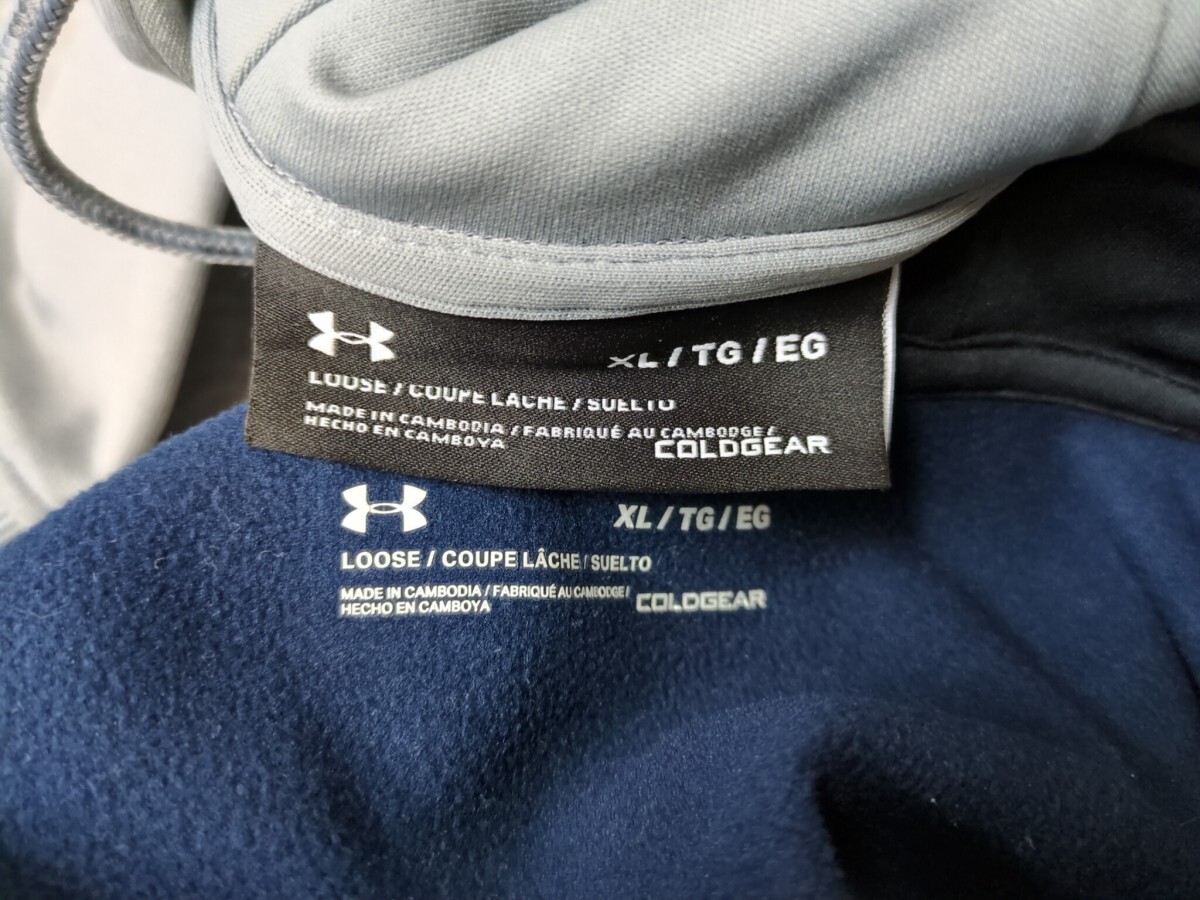 XL / TG / EG
LOOSE / COUPE LÂCHE / SUELTO
MADE IN CAMBODIA / FABRIQUÉ AU CAMBODGE /
HECHO EN CAMBOYA
COLDGEAR
XL / TG / EG
LOOSE / COUPE LÂCHE / SUELTO
MADE IN CAMBODIA / FABRIQUÉ AU CAMBODGE /
HECHO EN CAMBOYA
COLDGEAR